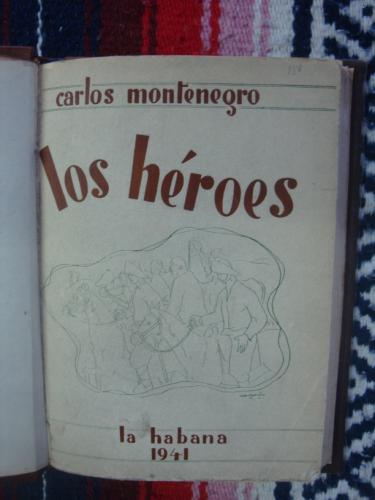 carlos montenegro
los héroes
la habana
1941